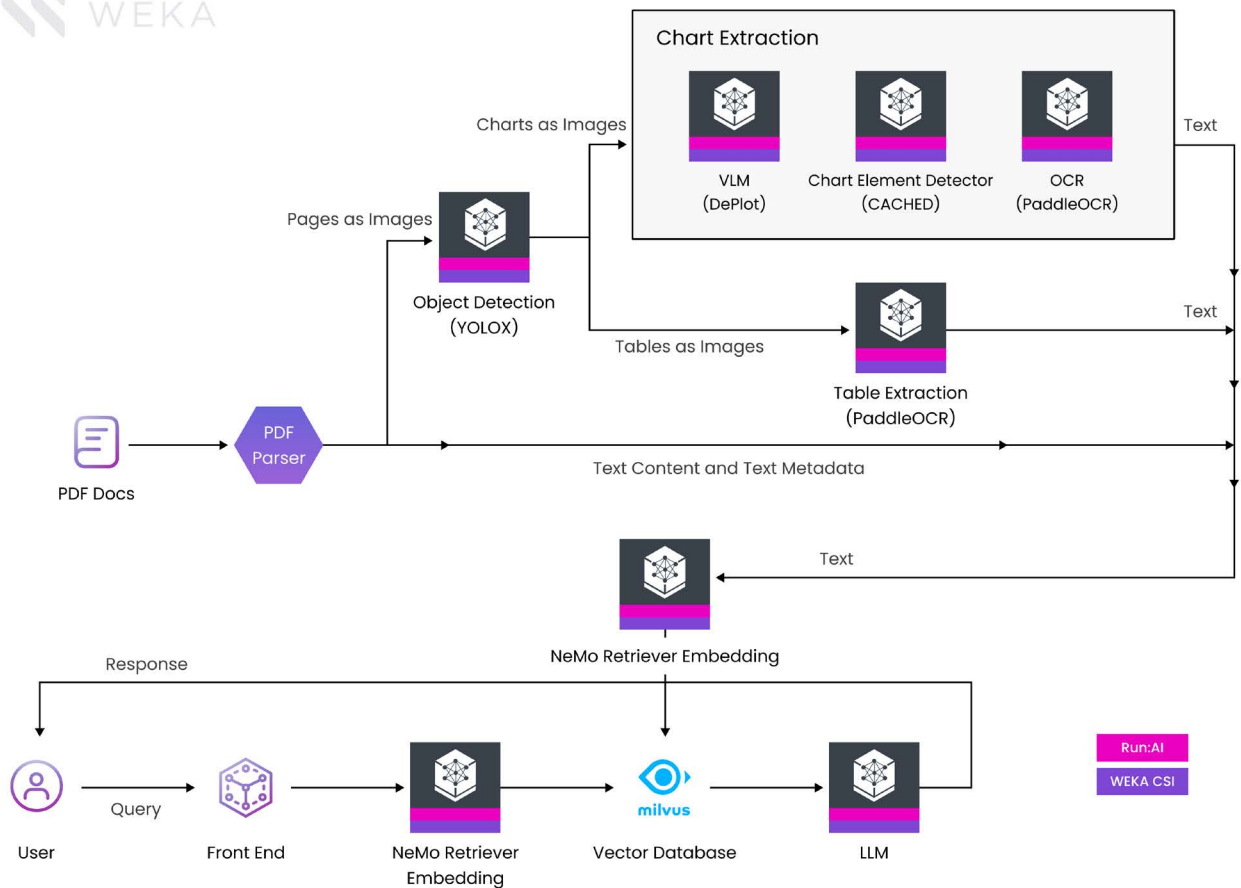 WEKA
Chart Extraction
Charts as Images
Text
VLM
(DePlot)
Chart Element Detector
(CACHED)
OCR
(PaddleOCR)
Pages as Images
Object Detection
(YOLOX)
Text
Tables as Images
Table Extraction
(PaddleOCR)
PDF
Parser
Text Content and Text Metadata
PDF Docs
Text
NeMo Retriever Embedding
Response
Run:AI
WEKA CSI
Query
milvus
User
Front End
NeMo Retriever
Embedding
Vector Database
LLM